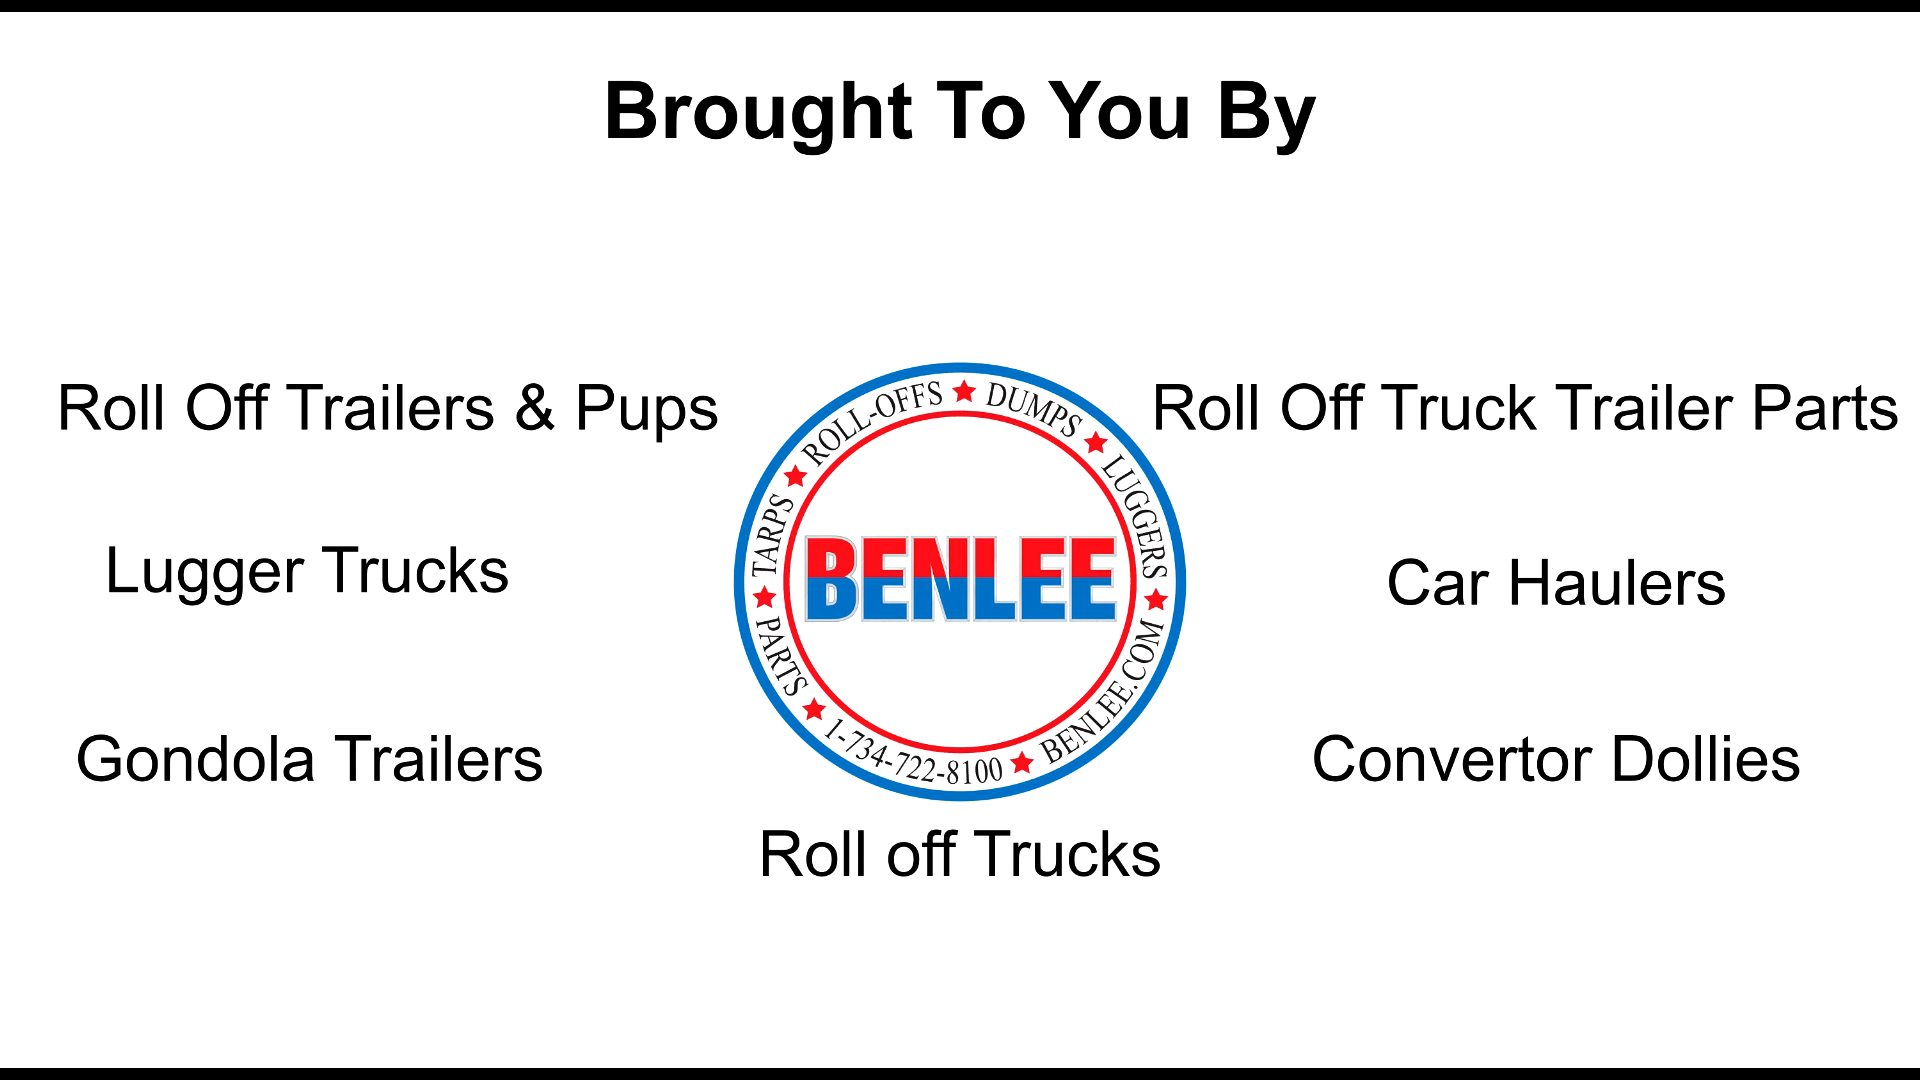 Brought To You By
Roll Off Trailers & Pups
Roll Off Truck Trailer Parts
ROLL-OFFS ★ DUMPS ★ LUGGERS ★ BENLEE.COM ★ 1-734-722-8100 ★ PARTS ★ TARPS ★
BENLEE
Lugger Trucks
Car Haulers
Gondola Trailers
Convertor Dollies
Roll off Trucks